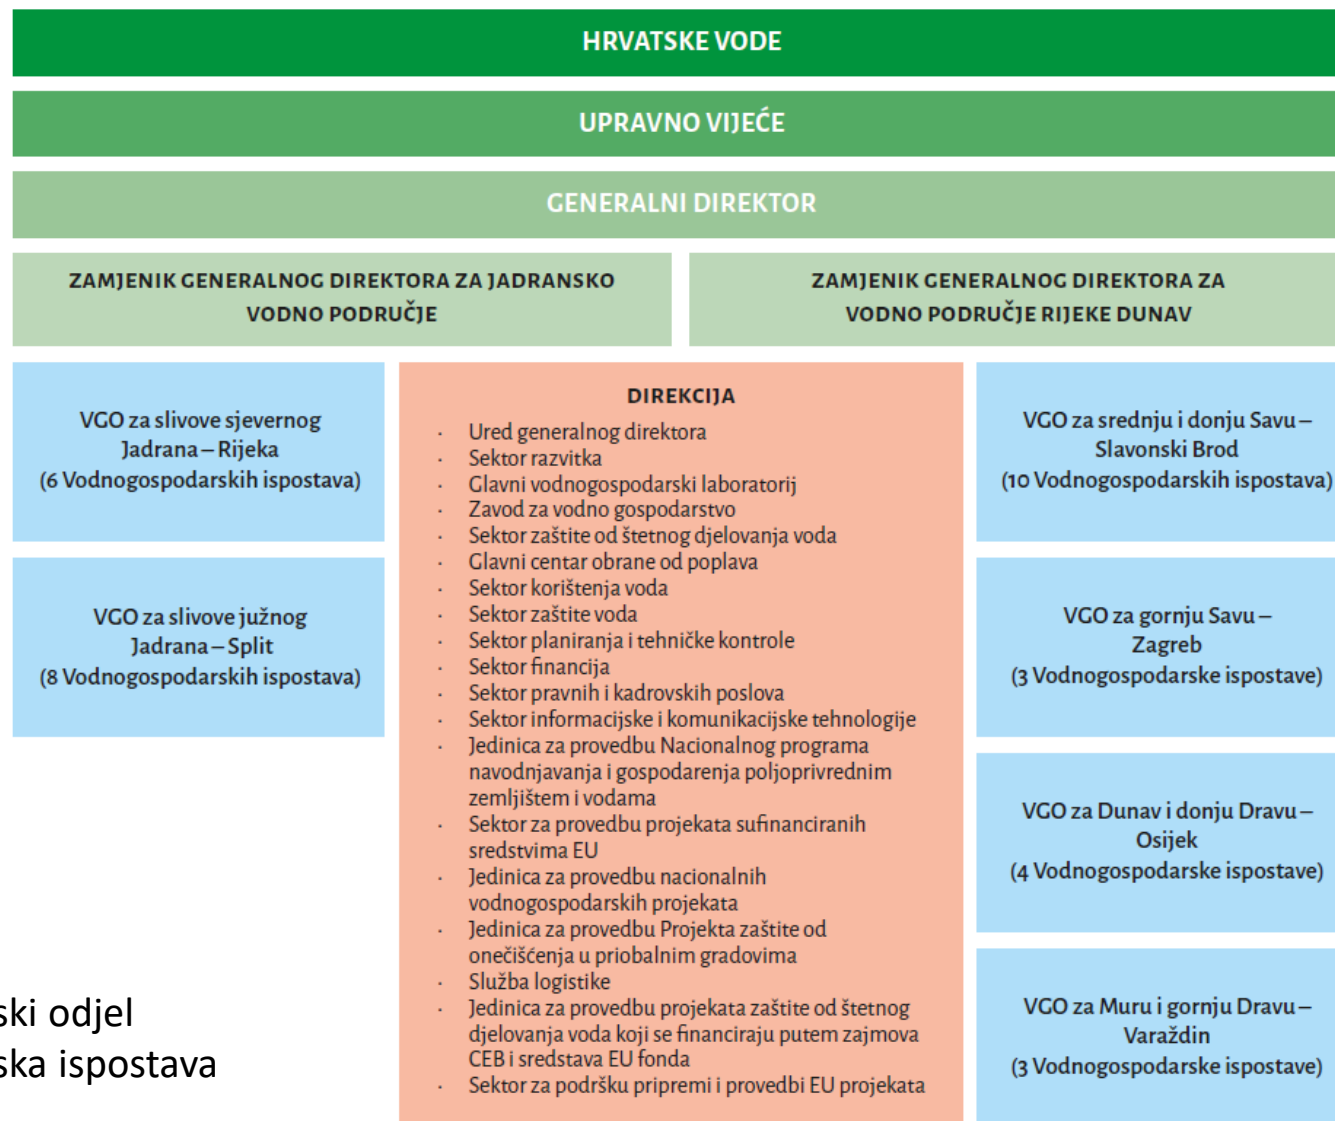 HRVATSKE VODE
UPRAVNO VIJEĆE
GENERALNI DIREKTOR
ZAMJENIK GENERALNOG DIREKTORA ZA JADRANSKO
VODNO PODRUČJE
ZAMJENIK GENERALNOG DIREKTORA ZA
VODNO PODRUČJE RIJEKE DUNAV
VGO za slivove sjevernog
Jadrana – Rijeka
(6 Vodnogospodarskih ispostava)
VGO za slivove južnog
Jadrana – Split
(8 Vodnogospodarskih ispostava)
DIREKCIJA
· Ured generalnog direktora
· Sektor razvitka
· Glavni vodnogospodarski laboratorij
· Zavod za vodno gospodarstvo
· Sektor zaštite od štetnog djelovanja voda
· Glavni centar obrane od poplava
· Sektor korištenja voda
· Sektor zaštite voda
· Sektor planiranja i tehničke kontrole
· Sektor financija
· Sektor pravnih i kadrovskih poslova
· Sektor informacijske i komunikacijske tehnologije
· Jedinica za provedbu Nacionalnog programa
navodnjavanja i gospodarenja poljoprivrednim
zemljištem i vodama
· Sektor za provedbu projekata sufinanciranih
sredstvima EU
· Jedinica za provedbu nacionalnih
vodnogospodarskih projekata
· Jedinica za provedbu Projekta zaštite od
onečišćenja u priobalnim gradovima
· Služba logistike
· Jedinica za provedbu projekata zaštite od štetnog
djelovanja voda koji se financiraju putem zajmova
CEB i sredstava EU fonda
· Sektor za podršku pripremi i provedbi EU projekata
VGO za srednju i donju Savu –
Slavonski Brod
(10 Vodnogospodarskih ispostava)
VGO za gornju Savu –
Zagreb
(3 Vodnogospodarske ispostave)
VGO za Dunav i donju Dravu –
Osijek
(4 Vodnogospodarske ispostave)
VGO za Muru i gornju Dravu –
Varaždin
(3 Vodnogospodarske ispostave)
ski odjel
ska ispostava